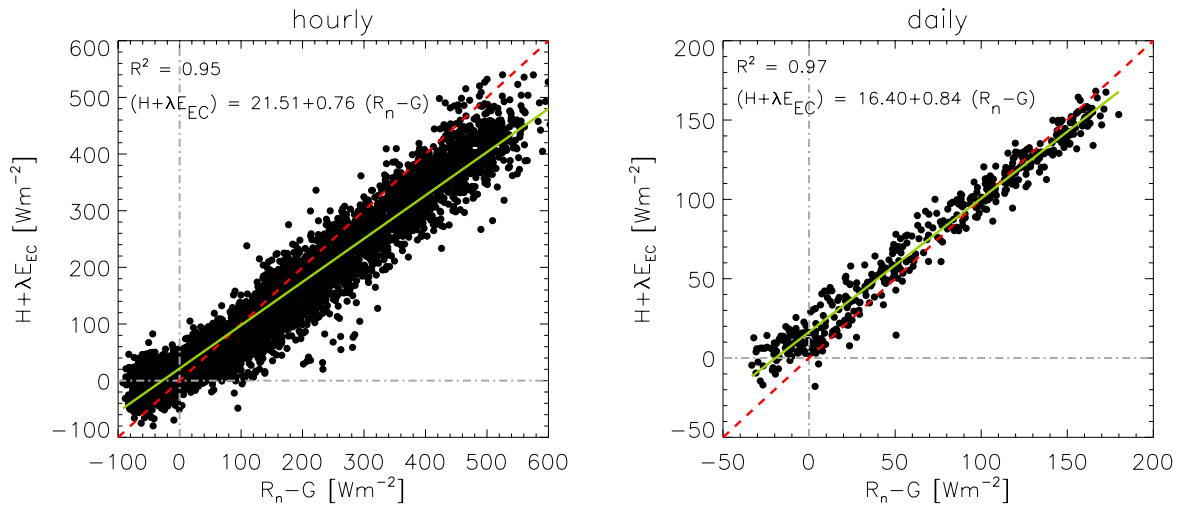 hourly
R² = 0.95
(H+λE_EC) = 21.51+0.76 (R_n−G)
600
500
400
300
200
100
0
−100
H+λE_EC [Wm⁻²]
−100 0 100 200 300 400 500 600
R_n−G [Wm⁻²]
daily
R² = 0.97
(H+λE_EC) = 16.40+0.84 (R_n−G)
200
150
100
50
0
−50
H+λE_EC [Wm⁻²]
−50 0 50 100 150 200
R_n−G [Wm⁻²]